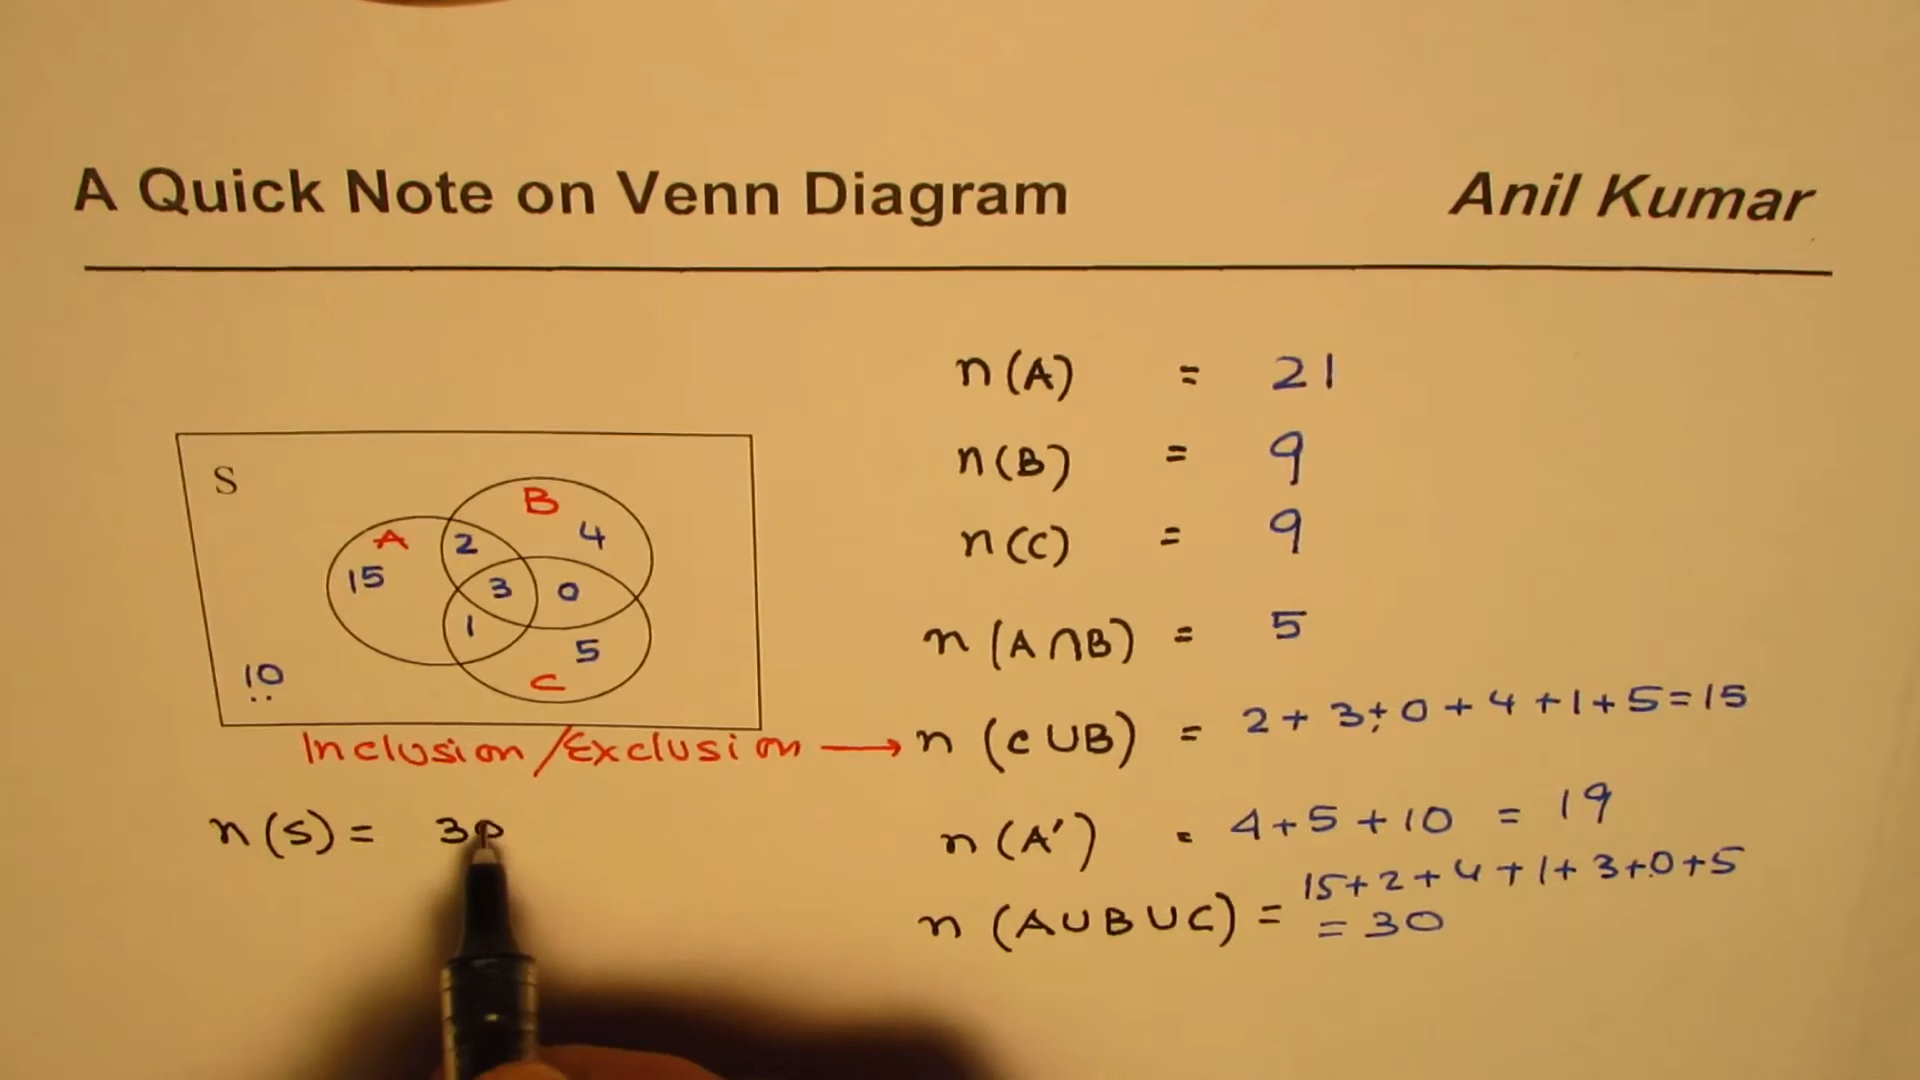 A Quick Note on Venn Diagram
Anil Kumar
S
A
B
C
15
2
4
3
0
1
5
10
Inclusion/Exclusion →
n(S) = 30
n(A) = 21
n(B) = 9
n(C) = 9
n(A∩B) = 5
n(C∪B) = 2+3+0+4+1+5=15
n(A') = 4+5+10 = 19
n(A∪B∪C) = 15+2+4+1+3+0+5
= 30